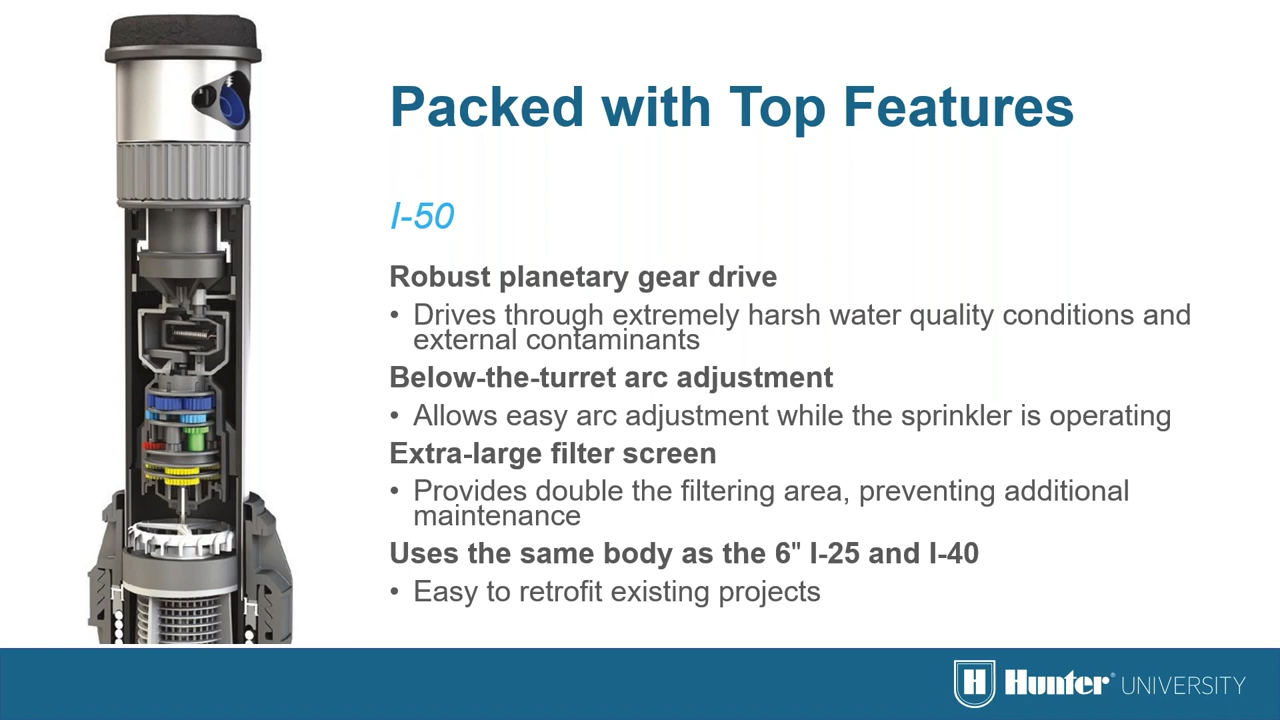 Packed with Top Features
I-50
Robust planetary gear drive
• Drives through extremely harsh water quality conditions and
external contaminants
Below-the-turret arc adjustment
• Allows easy arc adjustment while the sprinkler is operating
Extra-large filter screen
• Provides double the filtering area, preventing additional
maintenance
Uses the same body as the 6" I-25 and I-40
• Easy to retrofit existing projects
H Hunter® UNIVERSITY